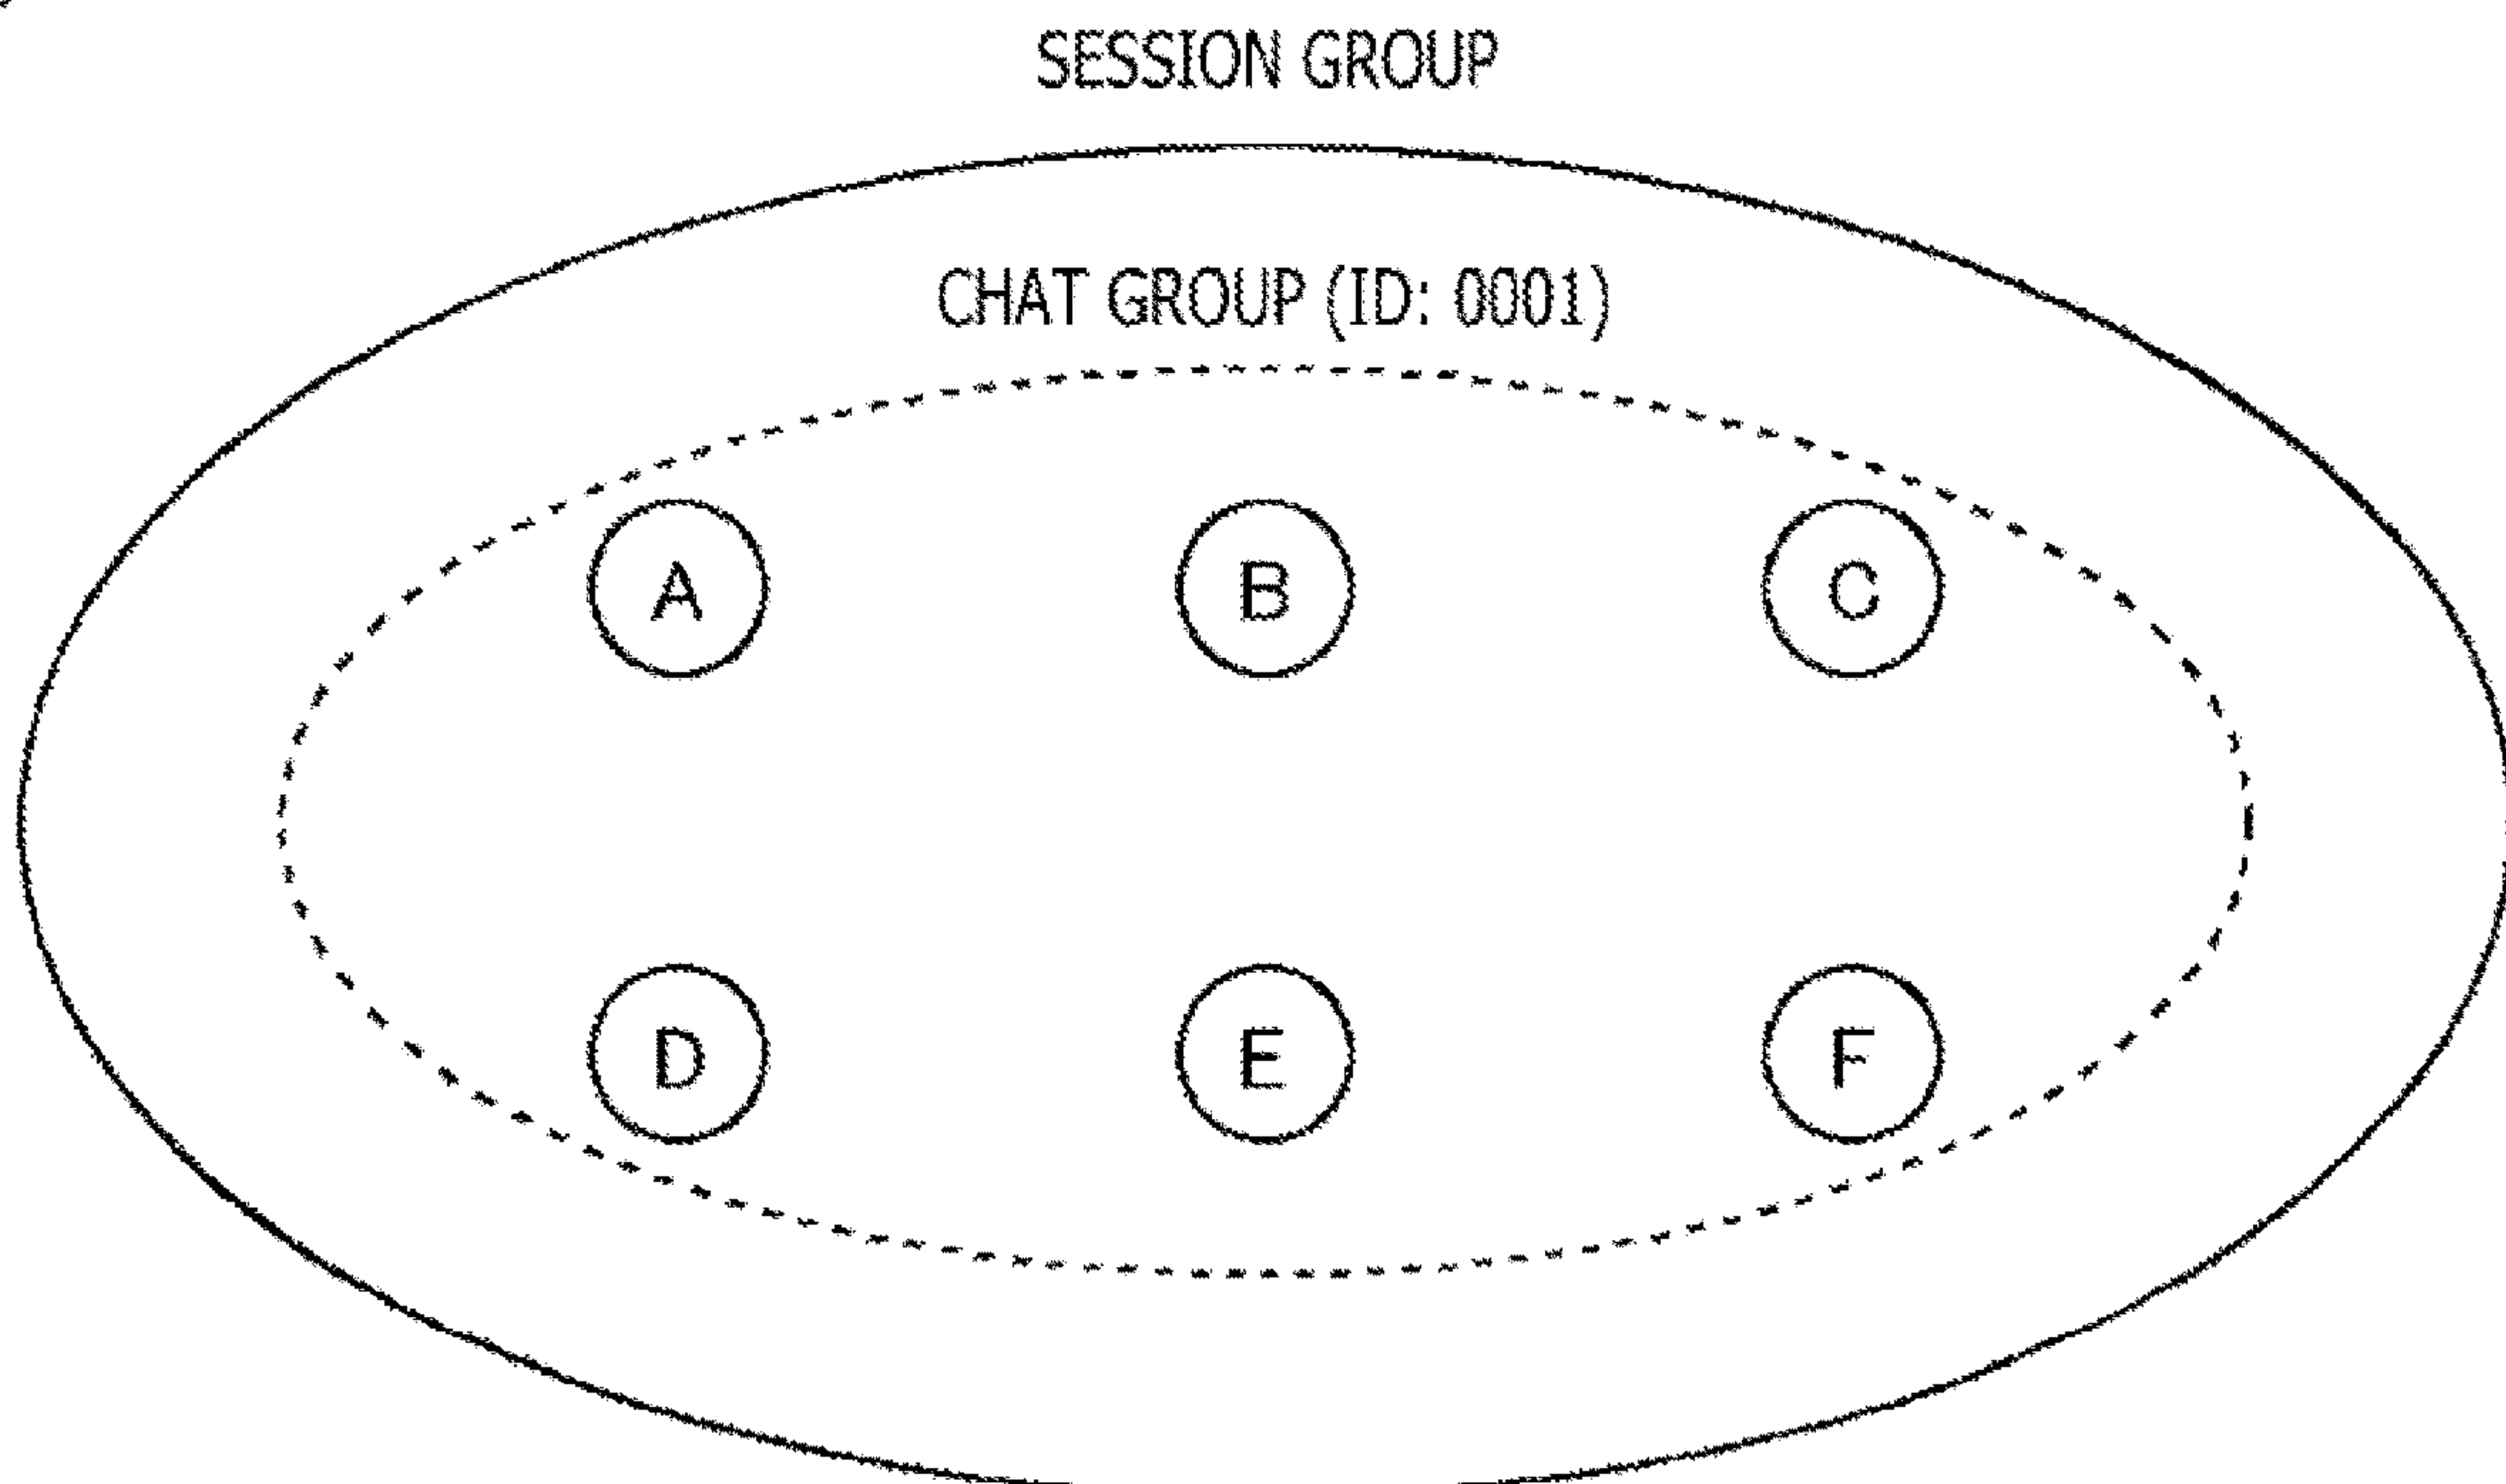 SESSION GROUP
CHAT GROUP (ID: 0001)
A B C
D E F